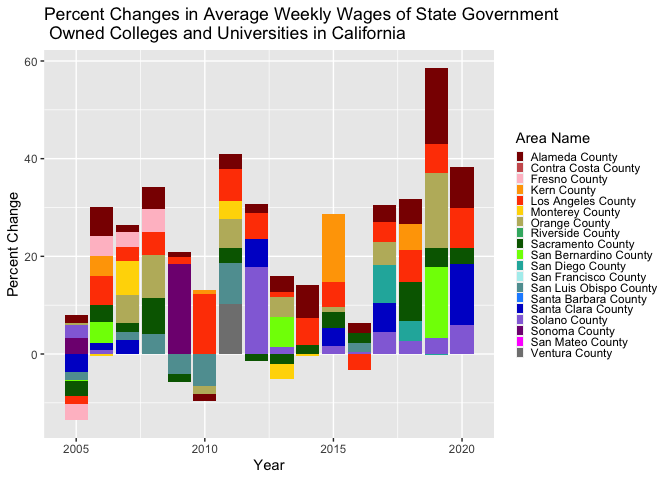 Percent Changes in Average Weekly Wages of State Government
Owned Colleges and Universities in California
60
40
20
0
Percent Change
2005
2010
2015
2020
Year
Area Name
Alameda County
Contra Costa County
Fresno County
Kern County
Los Angeles County
Monterey County
Orange County
Riverside County
Sacramento County
San Bernardino County
San Diego County
San Francisco County
San Luis Obispo County
Santa Barbara County
Santa Clara County
Solano County
Sonoma County
San Mateo County
Ventura County